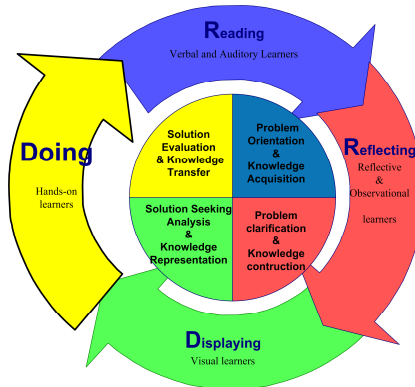 Reading
Verbal and Auditory Learners
Doing
Hands-on
learners
Solution
Evaluation
& Knowledge
Transfer
Problem
Orientation
&
Knowledge
Acquisition
Reflecting
Reflective
&
Observational
learners
Solution Seeking
Analysis
&
Knowledge
Representation
Problem
clarification
&
Knowledge
contruction
Displaying
Visual learners